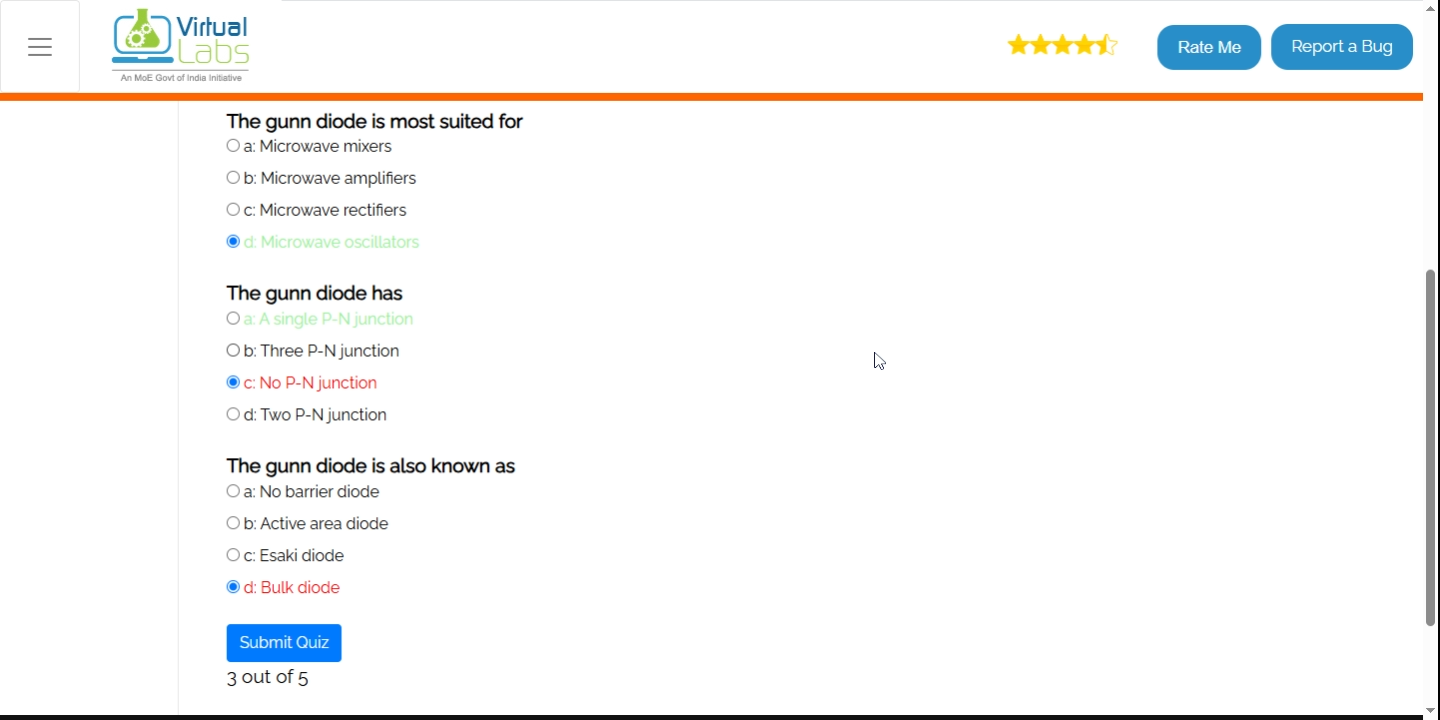 Virtual
Labs
An MoE Govt of India Initiative
Rate Me
Report a Bug
The gunn diode is most suited for
a: Microwave mixers
b: Microwave amplifiers
c: Microwave rectifiers
d: Microwave oscillators
The gunn diode has
a: A single P-N junction
b: Three P-N junction
c: No P-N junction
d: Two P-N junction
The gunn diode is also known as
a: No barrier diode
b: Active area diode
c: Esaki diode
d: Bulk diode
Submit Quiz
3 out of 5